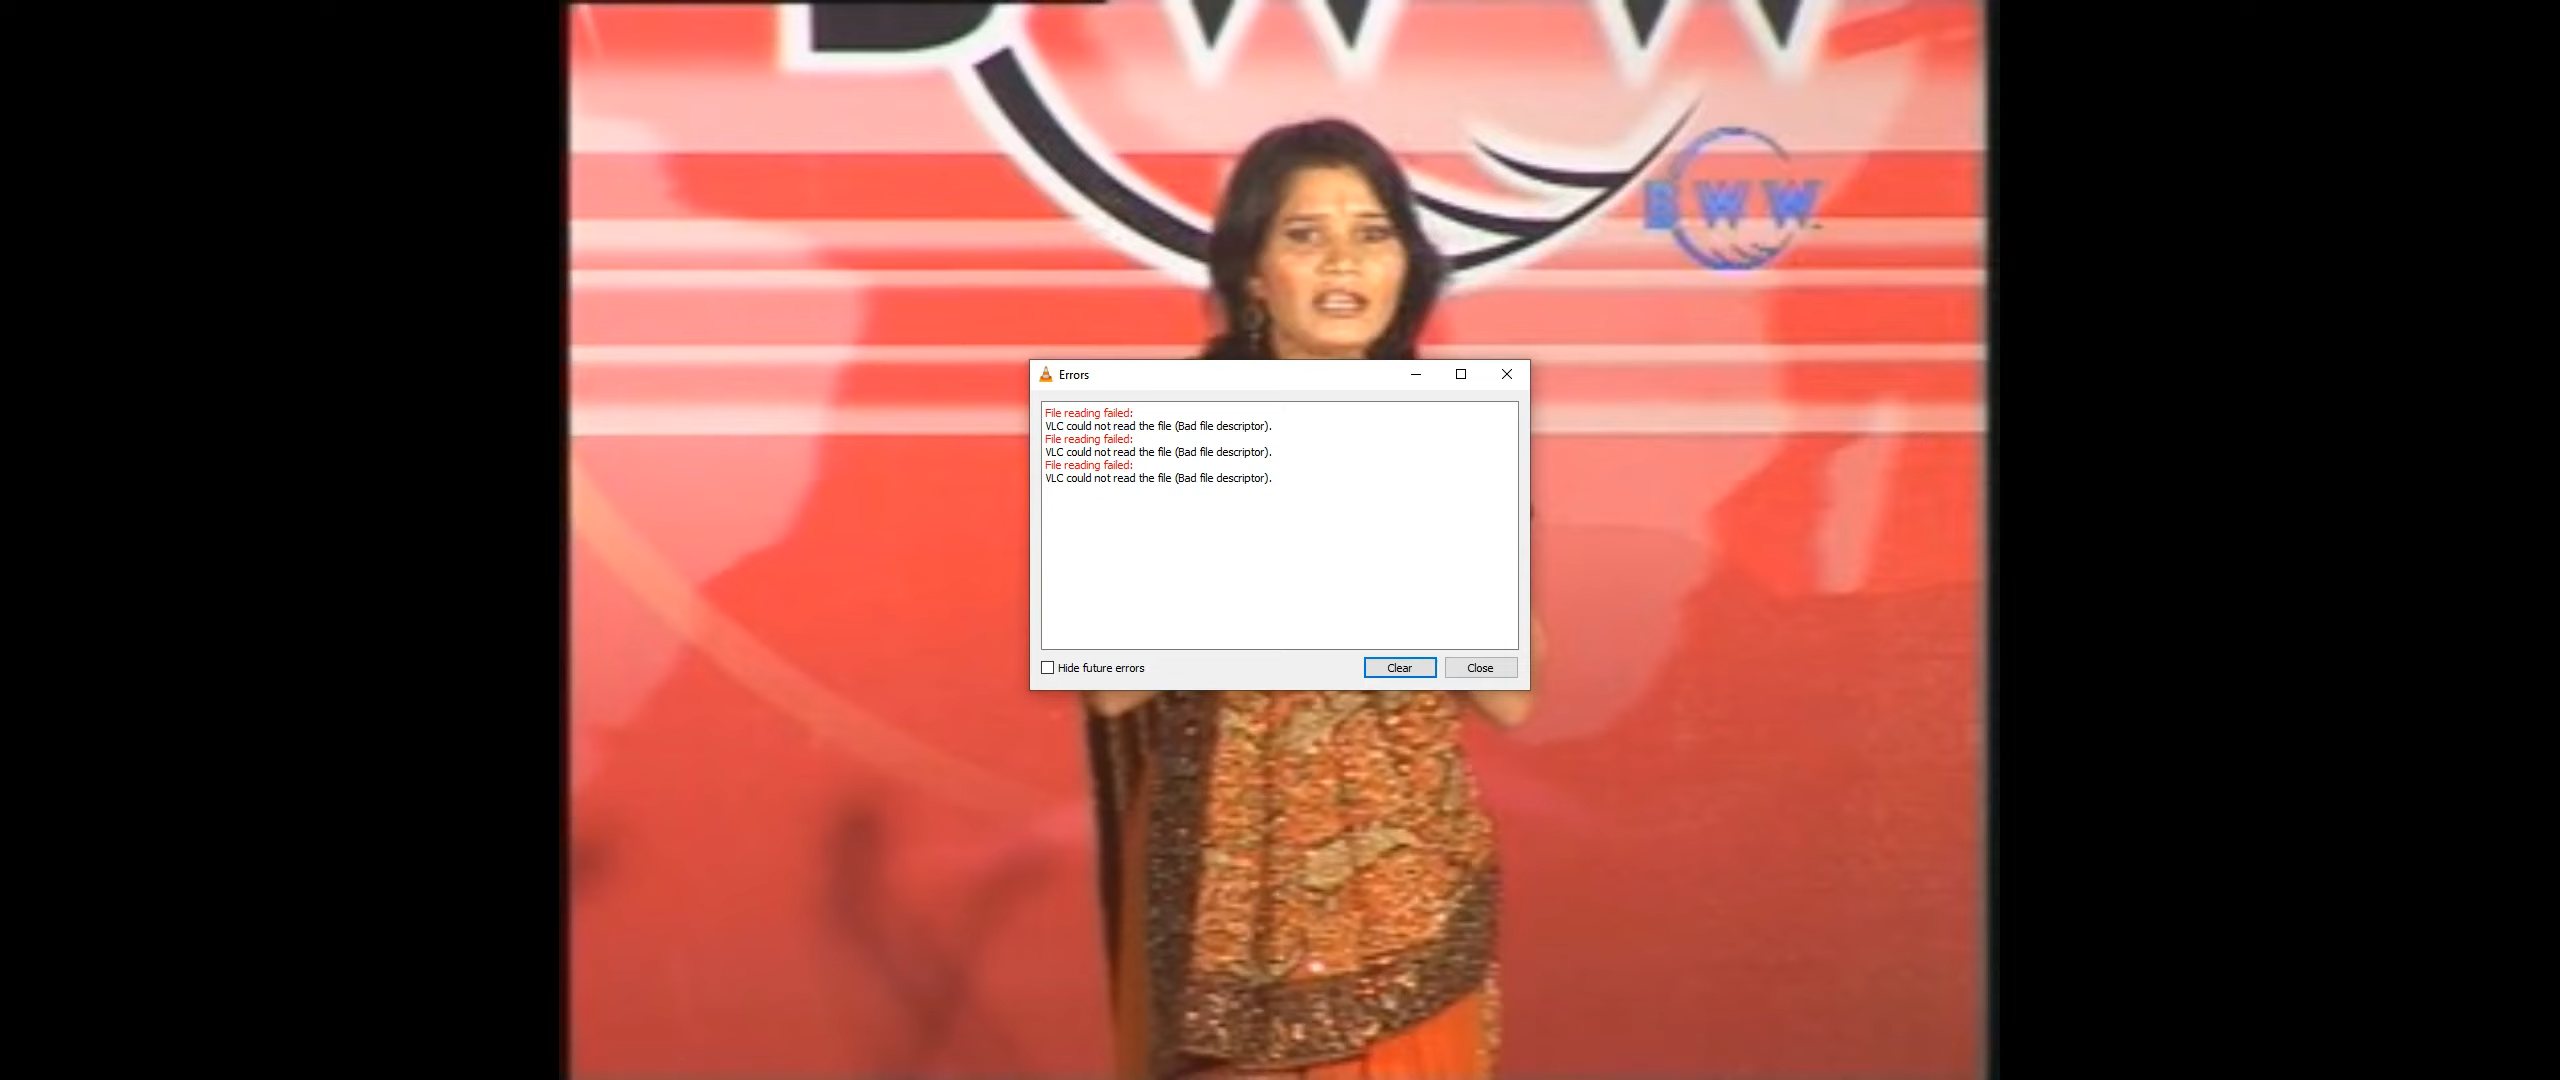 B W W
BWW
Errors
File reading failed:
VLC could not read the file (Bad file descriptor).
File reading failed:
VLC could not read the file (Bad file descriptor).
File reading failed:
VLC could not read the file (Bad file descriptor).
Hide future errors
Clear
Close